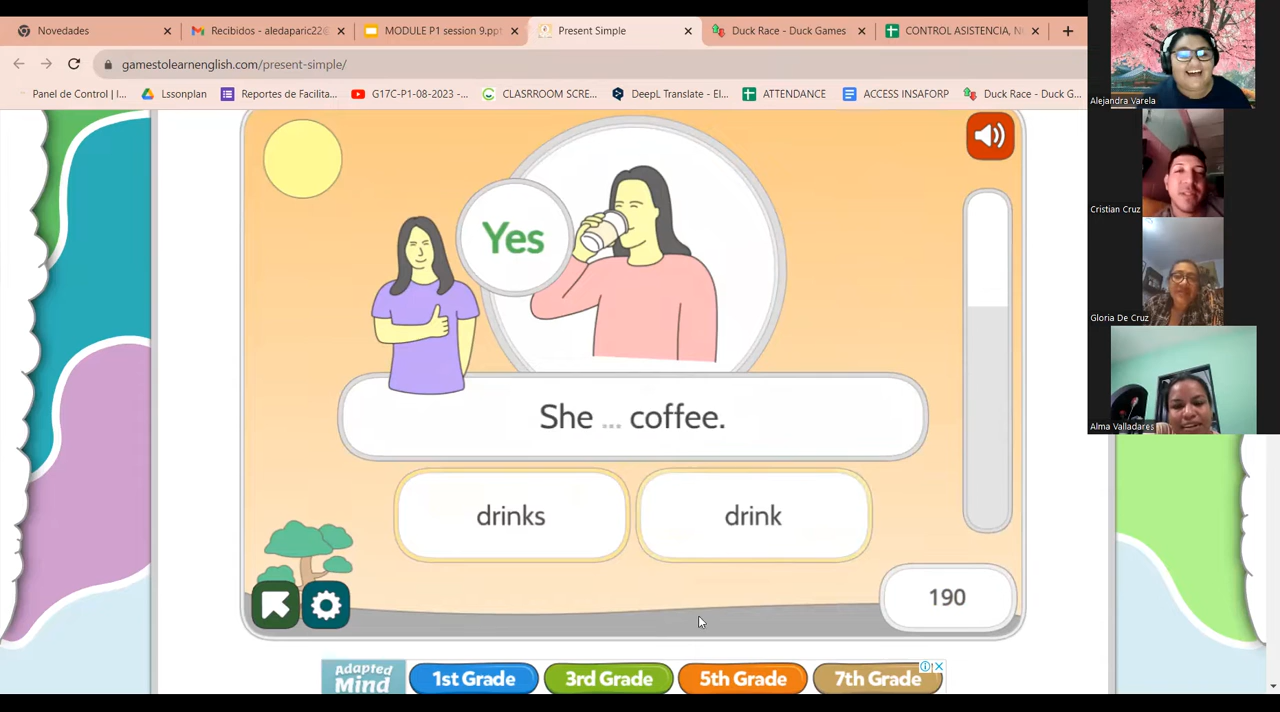 Novedades
Recibidos - aledaparic22@
MODULE P1 session 9.ppt
Present Simple
Duck Race - Duck Games
CONTROL ASISTENCIA, N
gamestolearnenglish.com/present-simple/
Panel de Control | I...
Lssonplan
Reportes de Facilita...
G17C-P1-08-2023 -...
CLASSROOM SCRE...
DeepL Translate - El...
ATTENDANCE
ACCESS INSAFORP
Duck Race - Duck G...
Alejandra Varela
Cristian Cruz
Gloria De Cruz
Alma Valladares
Yes
She ... coffee.
drinks
drink
190
Adapted
Mind
1st Grade
3rd Grade
5th Grade
7th Grade